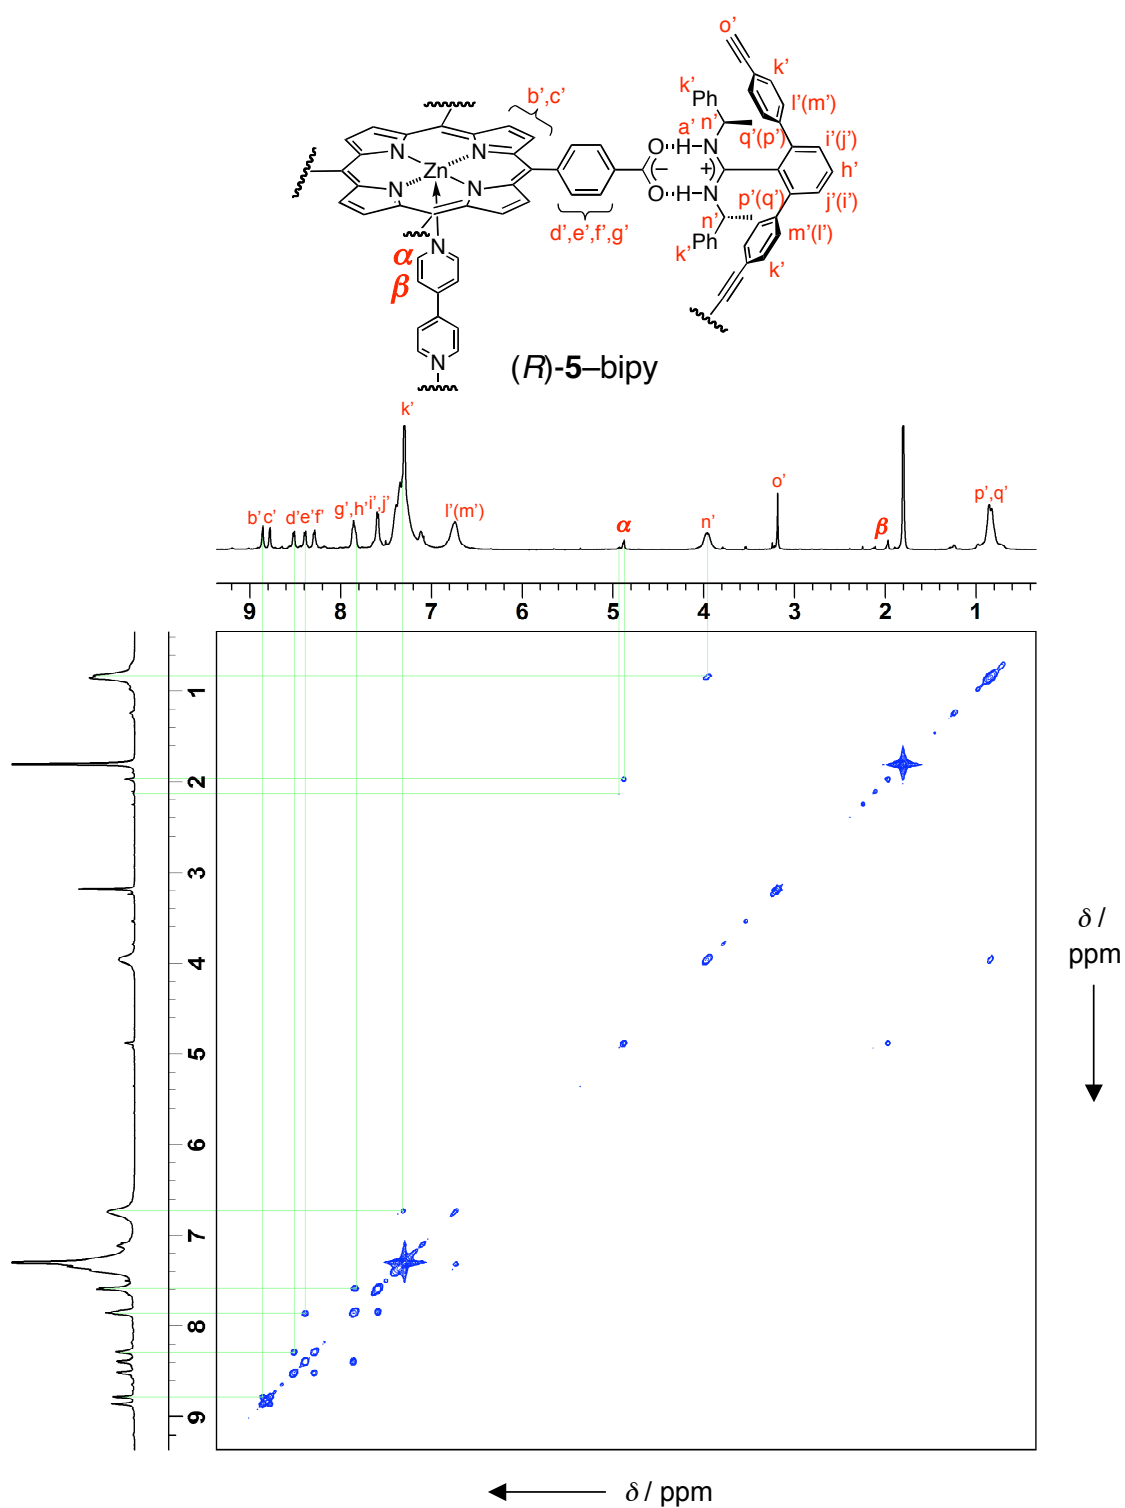 o'
k'
k'
Ph
l'(m')
b',c'
a'
n'
q'(p')
i'(j')
O
H
N
+
h'
−
O
H
N
N
N
Zn
N
N
p'(q')
j'(i')
d',e',f',g'
n'
m'(l')
k'
Ph
k'
N
α
β
N
(R)-5–bipy
k'
b' c' d' e' f' g',h' i',j' l'(m') α n' o' β p',q'
9 8 7 6 5 4 3 2 1
1
2
3
4
5
6
7
8
9
δ /
ppm
δ / ppm